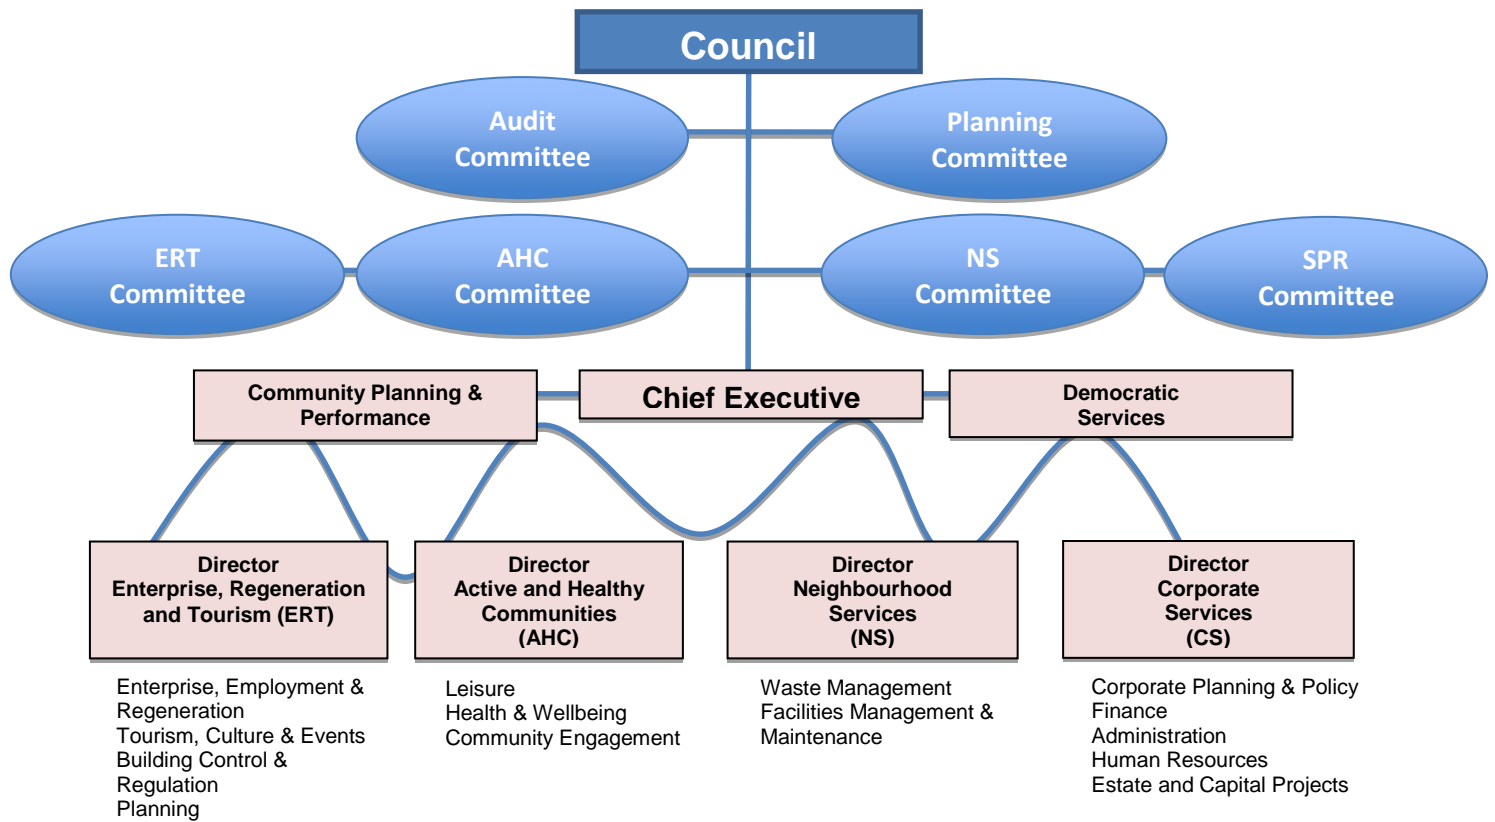 Council
Audit
Committee
Planning
Committee
ERT
Committee
AHC
Committee
NS
Committee
SPR
Committee
Community Planning &
Performance
Chief Executive
Democratic
Services
Director
Enterprise, Regeneration
and Tourism (ERT)
Director
Active and Healthy
Communities
(AHC)
Director
Neighbourhood
Services
(NS)
Director
Corporate
Services
(CS)
Enterprise, Employment &
Regeneration
Tourism, Culture & Events
Building Control &
Regulation
Planning
Leisure
Health & Wellbeing
Community Engagement
Waste Management
Facilities Management &
Maintenance
Corporate Planning & Policy
Finance
Administration
Human Resources
Estate and Capital Projects